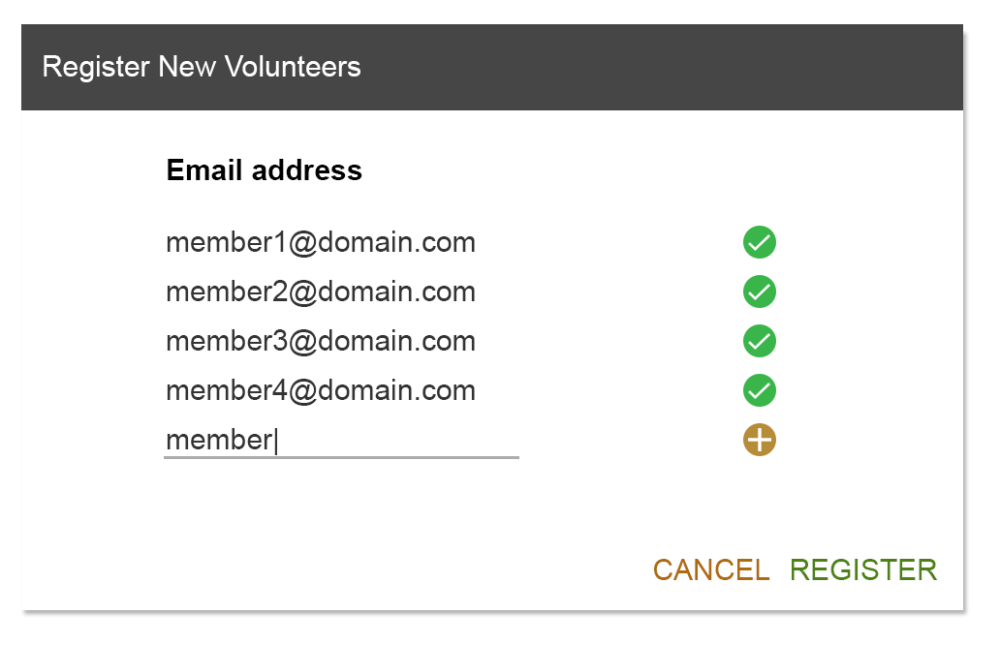 Register New Volunteers
Email address
member1@domain.com
member2@domain.com
member3@domain.com
member4@domain.com
member
CANCEL REGISTER